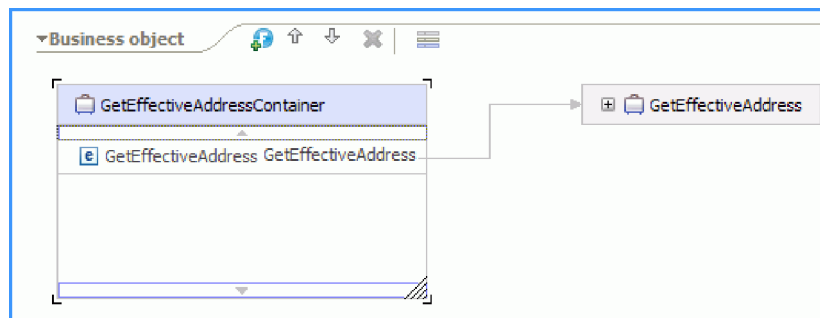 Business object
GetEffectiveAddressContainer
GetEffectiveAddress
GetEffectiveAddress GetEffectiveAddress